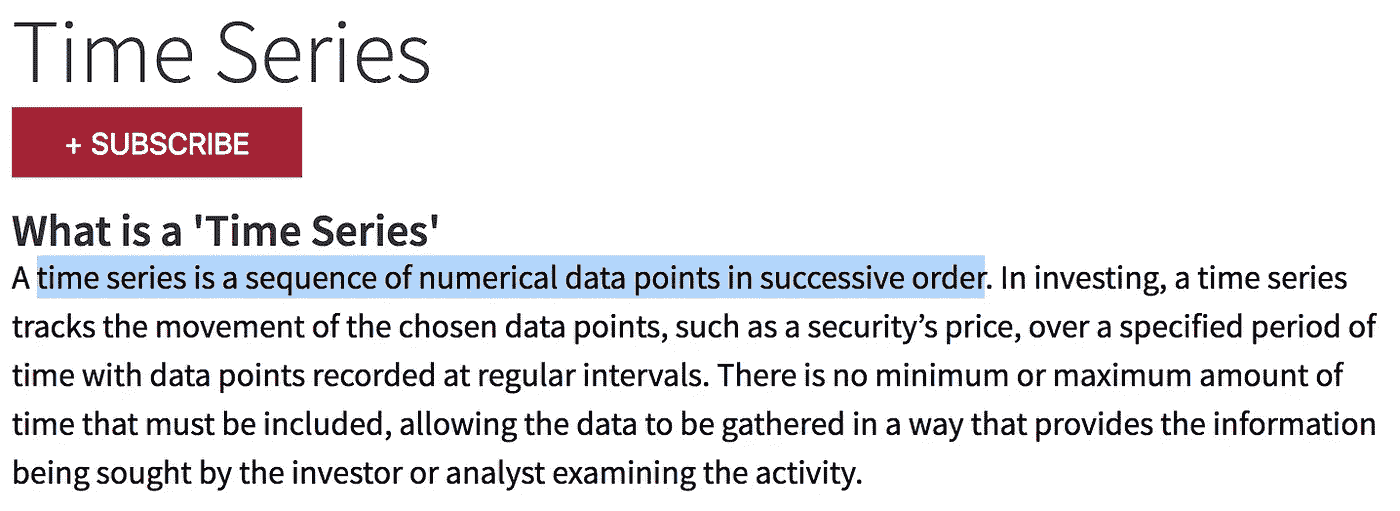 Time Series
+ SUBSCRIBE
What is a 'Time Series'
A time series is a sequence of numerical data points in successive order. In investing, a time series
tracks the movement of the chosen data points, such as a security’s price, over a specified period of
time with data points recorded at regular intervals. There is no minimum or maximum amount of
time that must be included, allowing the data to be gathered in a way that provides the information
being sought by the investor or analyst examining the activity.